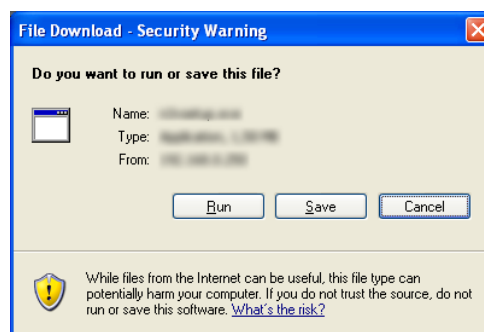 File Download - Security Warning
Do you want to run or save this file?
Name:
Type:
From:
Run Save Cancel
While files from the Internet can be useful, this file type can
potentially harm your computer. If you do not trust the source, do not
run or save this software. What's the risk?